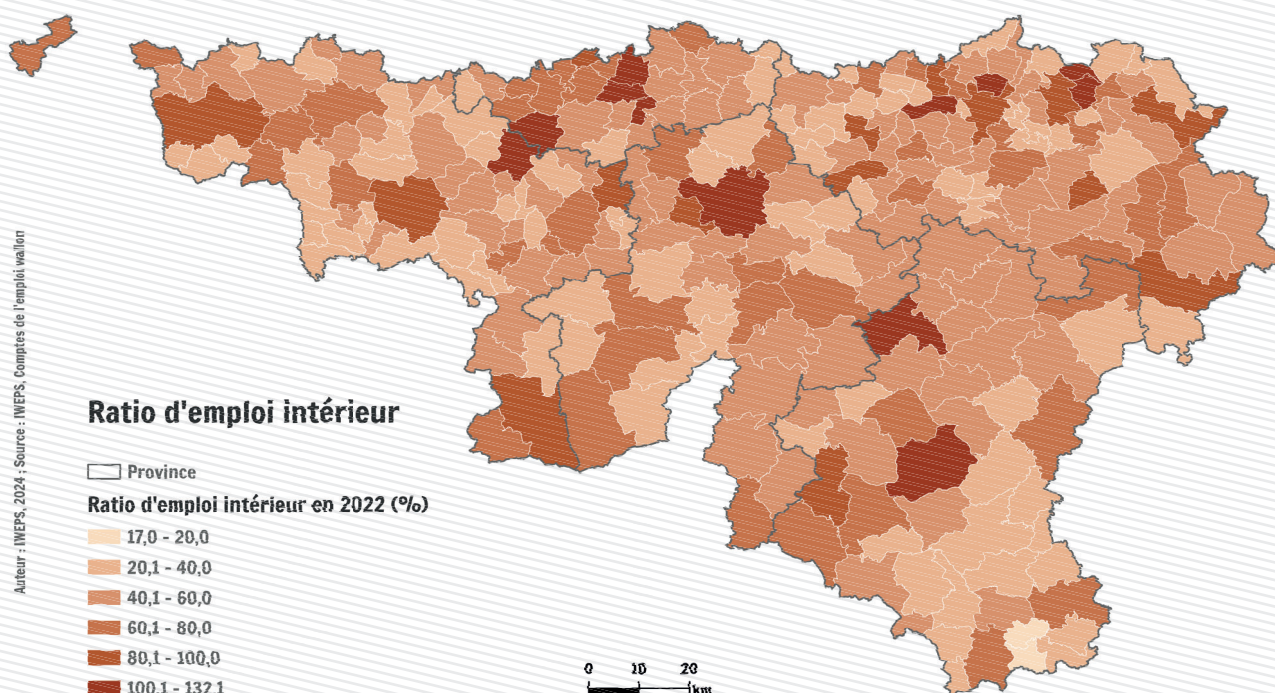 Auteur : IWEPS, 2024 ; Source : IWEPS, Comptes de l'emploi wallon
Ratio d'emploi intérieur
Province
Ratio d'emploi intérieur en 2022 (%)
17,0 - 20,0
20,1 - 40,0
40,1 - 60,0
60,1 - 80,0
80,1 - 100,0
100,1 - 132,1
0 10 20
km